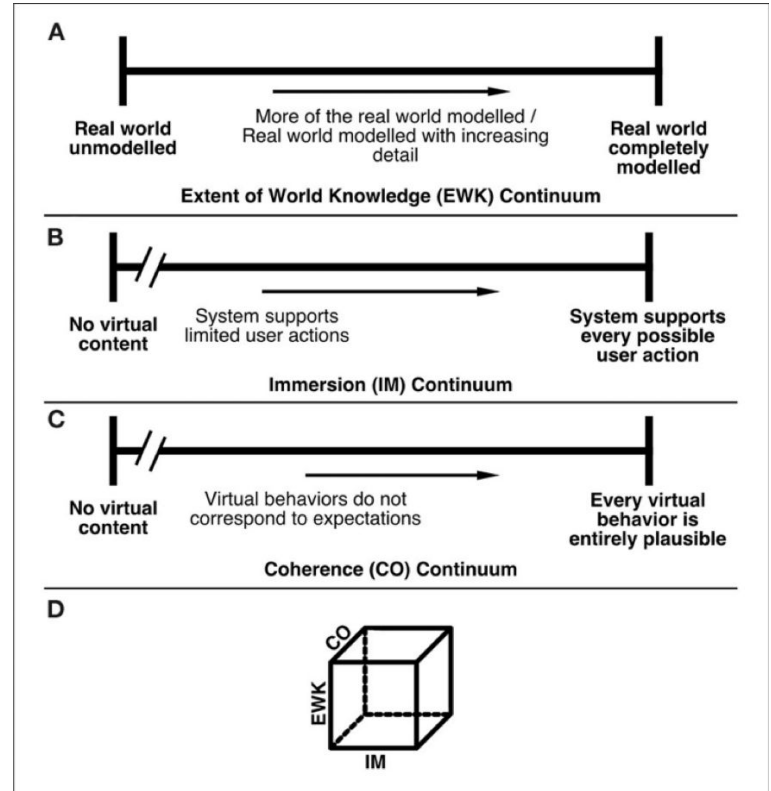 A
Real world
unmodelled
More of the real world modelled /
Real world modelled with increasing
detail
Real world
completely
modelled
Extent of World Knowledge (EWK) Continuum
B
No virtual
content
System supports
limited user actions
System supports
every possible
user action
Immersion (IM) Continuum
C
No virtual
content
Virtual behaviors do not
correspond to expectations
Every virtual
behavior is
entirely plausible
Coherence (CO) Continuum
D
CO
EWK
IM